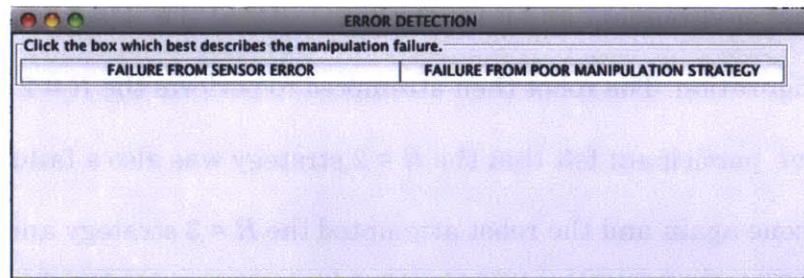 ERROR DETECTION
Click the box which best describes the manipulation failure.
FAILURE FROM SENSOR ERROR FAILURE FROM POOR MANIPULATION STRATEGY